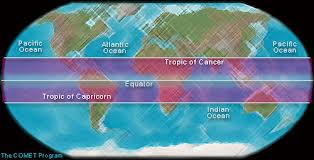 Pacific
Ocean
Atlantic
Ocean
Pacific
Ocean
Tropic of Cancer
Equator
Tropic of Capricorn
Indian
Ocean
The COMET Program